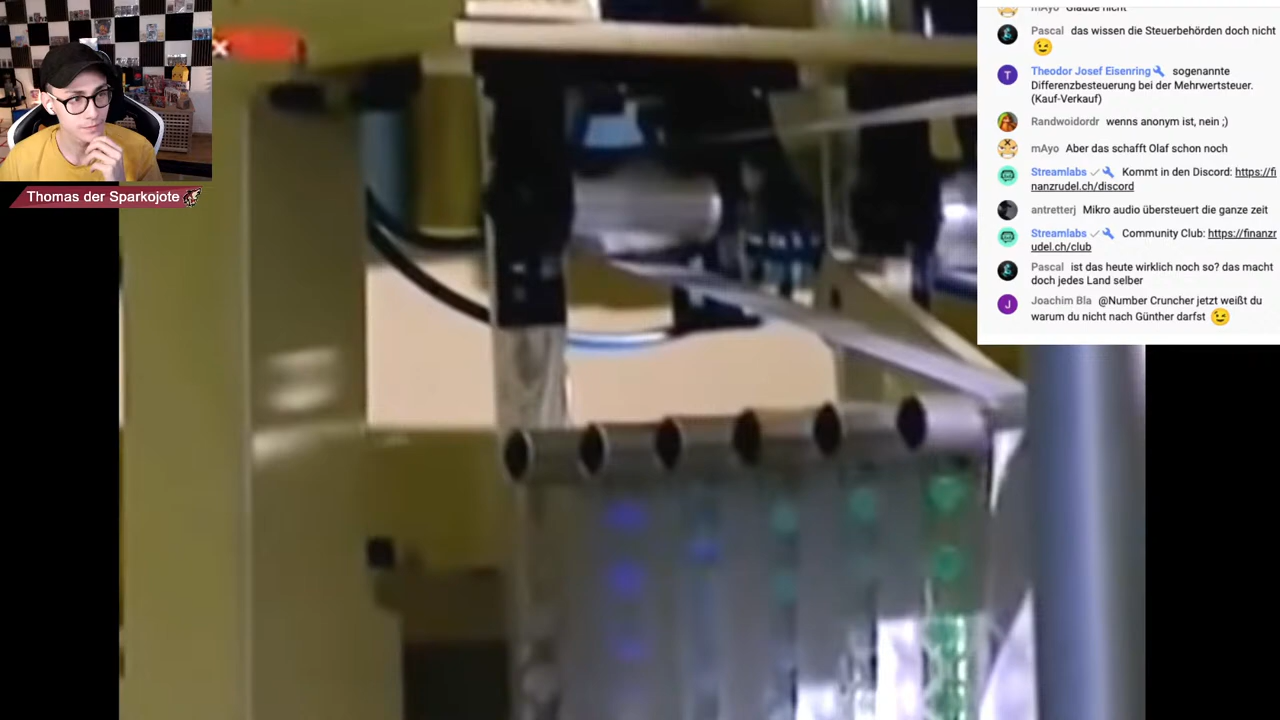 mAyo Glaube nicht
Pascal das wissen die Steuerbehörden doch nicht
Theodor Josef Eisenring sogenannte
Differenzbesteuerung bei der Mehrwertsteuer.
(Kauf-Verkauf)
Randwoidordr wenns anonym ist, nein ;)
mAyo Aber das schafft Olaf schon noch
Streamlabs Kommt in den Discord: https://fi
nanzrudel.ch/discord
antretterj Mikro audio übersteuert die ganze zeit
Streamlabs Community Club: https://finanzr
udel.ch/club
Pascal ist das heute wirklich noch so? das macht
doch jedes Land selber
Joachim Bla @Number Cruncher jetzt weißt du
warum du nicht nach Günther darfst
Thomas der Sparkojote